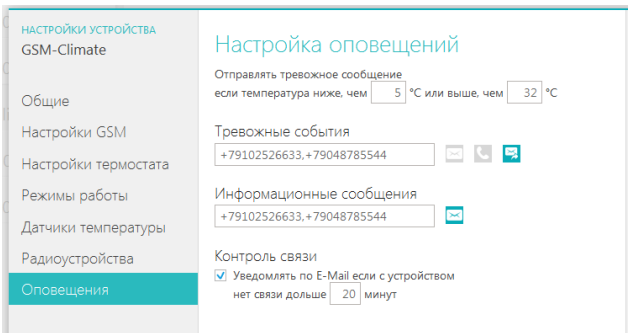 НАСТРОЙКИ УСТРОЙСТВА
GSM-Climate
Общие
Настройки GSM
Настройки термостата
Режимы работы
Датчики температуры
Радиоустройства
Оповещения
Настройка оповещений
Отправлять тревожное сообщение
если температура ниже, чем 5 °C или выше, чем 32 °C
Тревожные события
+79102526633,+79048785544
Информационные сообщения
+79102526633,+79048785544
Контроль связи
Уведомлять по E-Mail если с устройством
нет связи дольше 20 минут